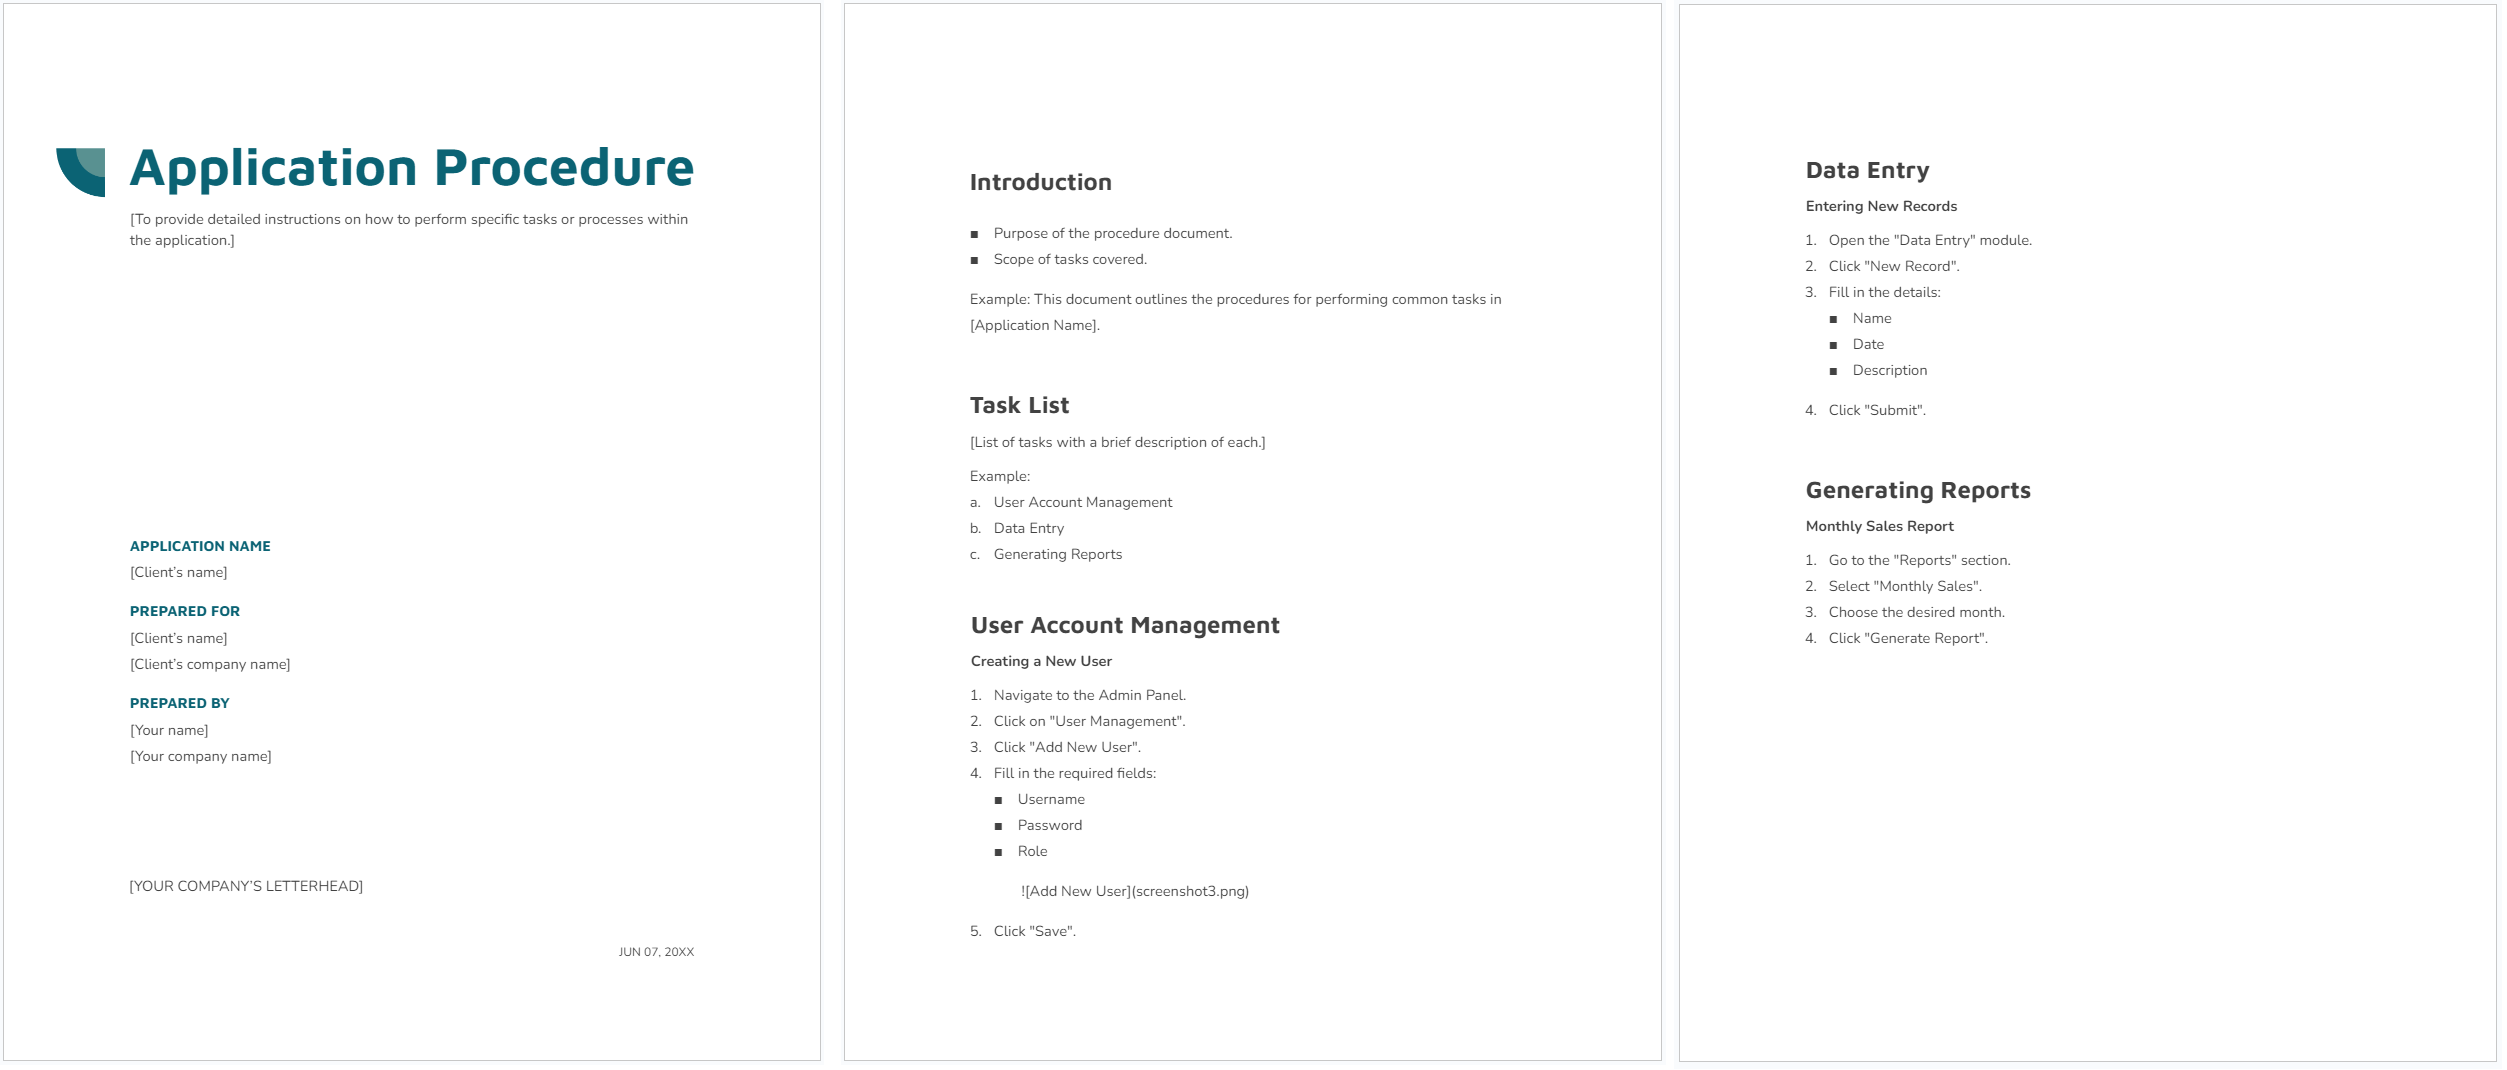 Application Procedure
[To provide detailed instructions on how to perform specific tasks or processes within
the application.]
APPLICATION NAME
[Client’s name]
PREPARED FOR
[Client’s name]
[Client’s company name]
PREPARED BY
[Your name]
[Your company name]
[YOUR COMPANY’S LETTERHEAD]
JUN 07, 20XX
Introduction
■ Purpose of the procedure document.
■ Scope of tasks covered.
Example: This document outlines the procedures for performing common tasks in
[Application Name].
Task List
[List of tasks with a brief description of each.]
Example:
a. User Account Management
b. Data Entry
c. Generating Reports
User Account Management
Creating a New User
1. Navigate to the Admin Panel.
2. Click on "User Management".
3. Click "Add New User".
4. Fill in the required fields:
■ Username
■ Password
■ Role
![Add New User](screenshot3.png)
5. Click "Save".
Data Entry
Entering New Records
1. Open the "Data Entry" module.
2. Click "New Record".
3. Fill in the details:
■ Name
■ Date
■ Description
4. Click "Submit".
Generating Reports
Monthly Sales Report
1. Go to the "Reports" section.
2. Select "Monthly Sales".
3. Choose the desired month.
4. Click "Generate Report".